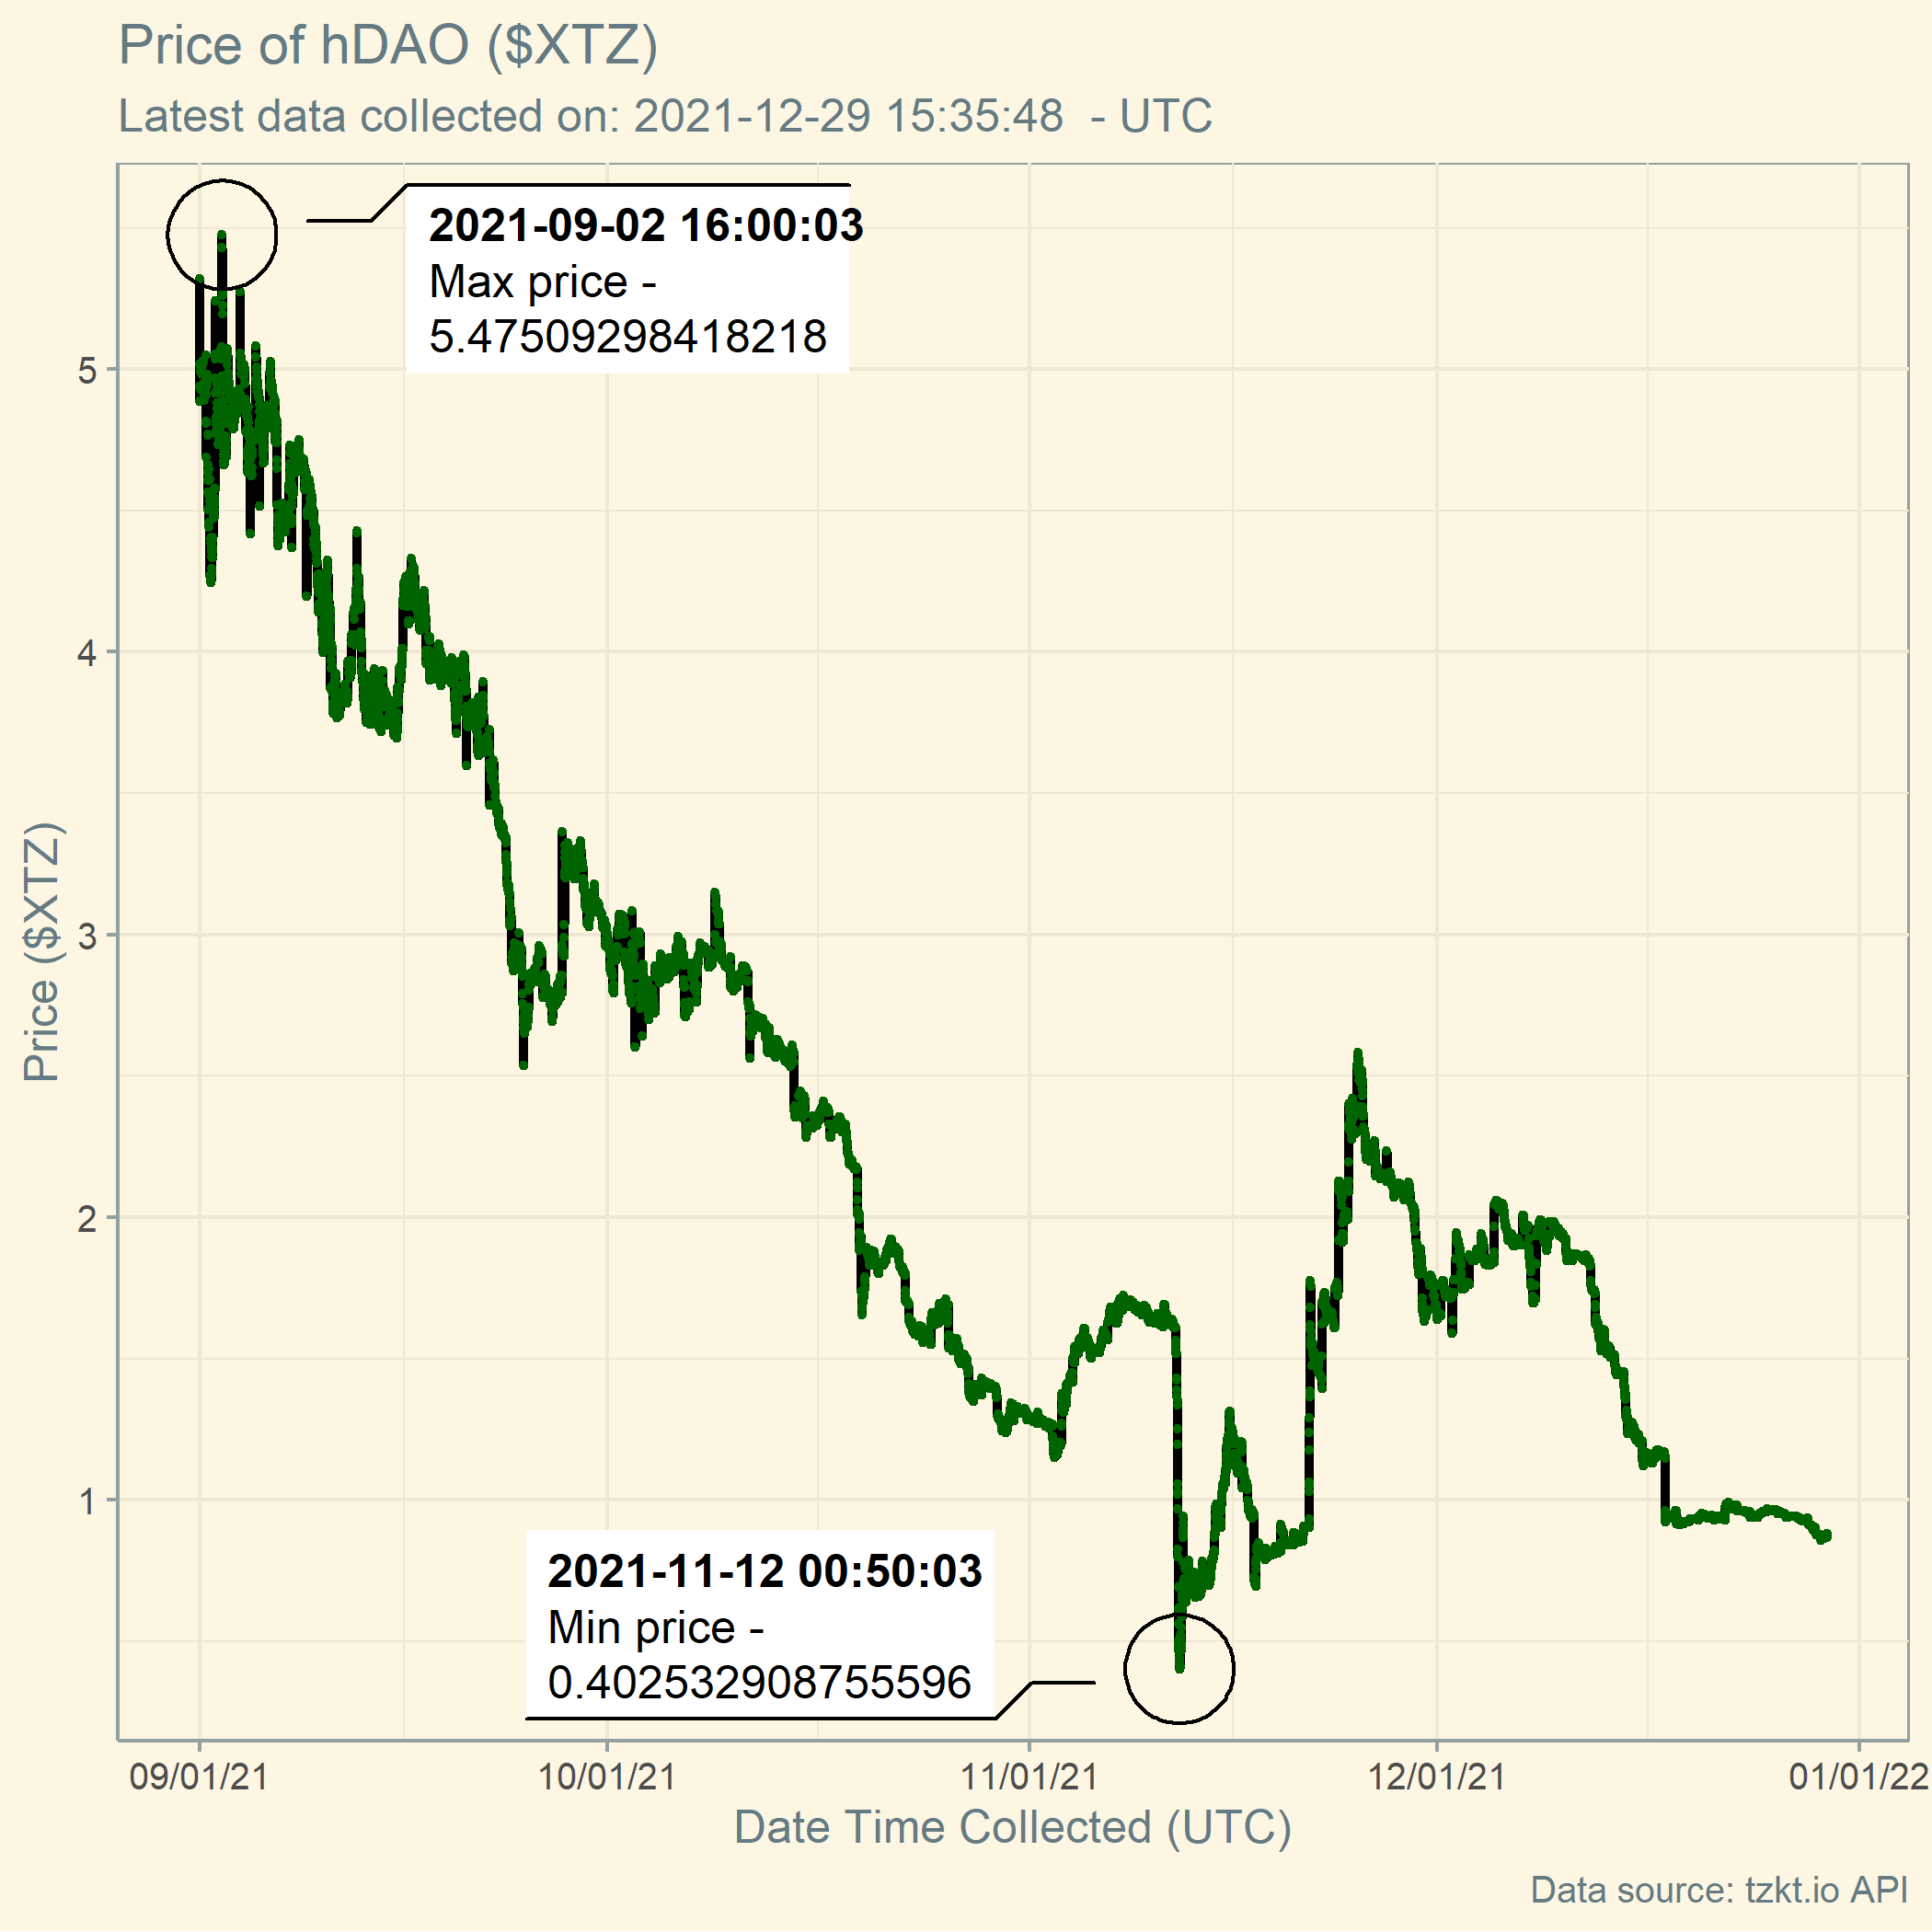 Price of hDAO ($XTZ)
Latest data collected on: 2021-12-29 15:35:48  - UTC
2021-09-02 16:00:03
Max price -
5.47509298418218
5
4
3
2
1
Price ($XTZ)
2021-11-12 00:50:03
Min price -
0.402532908755596
09/01/21
10/01/21
11/01/21
12/01/21
01/01/22
Date Time Collected (UTC)
Data source: tzkt.io API